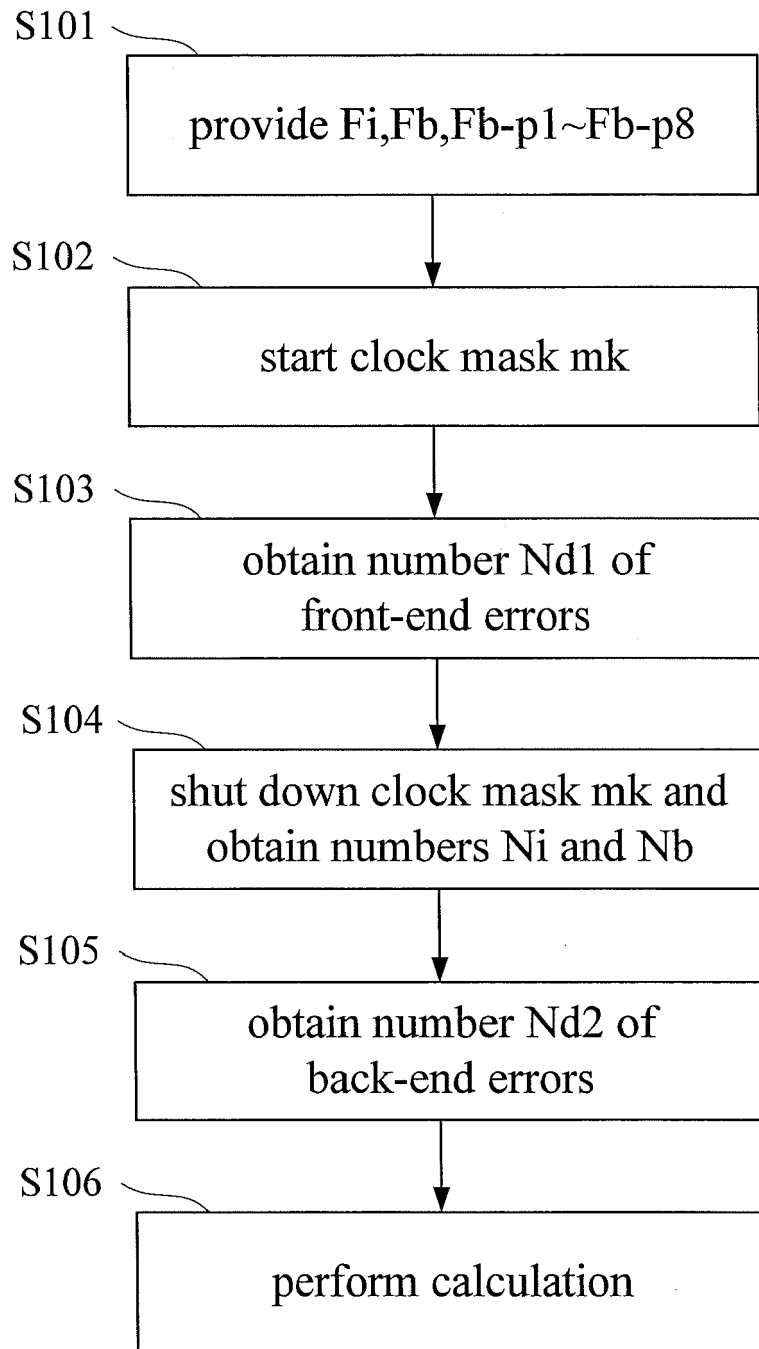 S101
provide Fi,Fb,Fb-p1~Fb-p8
S102
start clock mask mk
S103
obtain number Nd1 of
front-end errors
S104
shut down clock mask mk and
obtain numbers Ni and Nb
S105
obtain number Nd2 of
back-end errors
S106
perform calculation